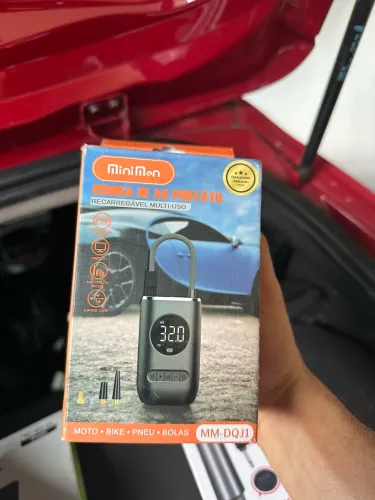 MiniMon
BOMBA DE AR PORTÁTIL
RECARREGÁVEL MULTI-USO
32.0
MOTO • BIKE • PNEU • BOLAS
MM-DQJ1